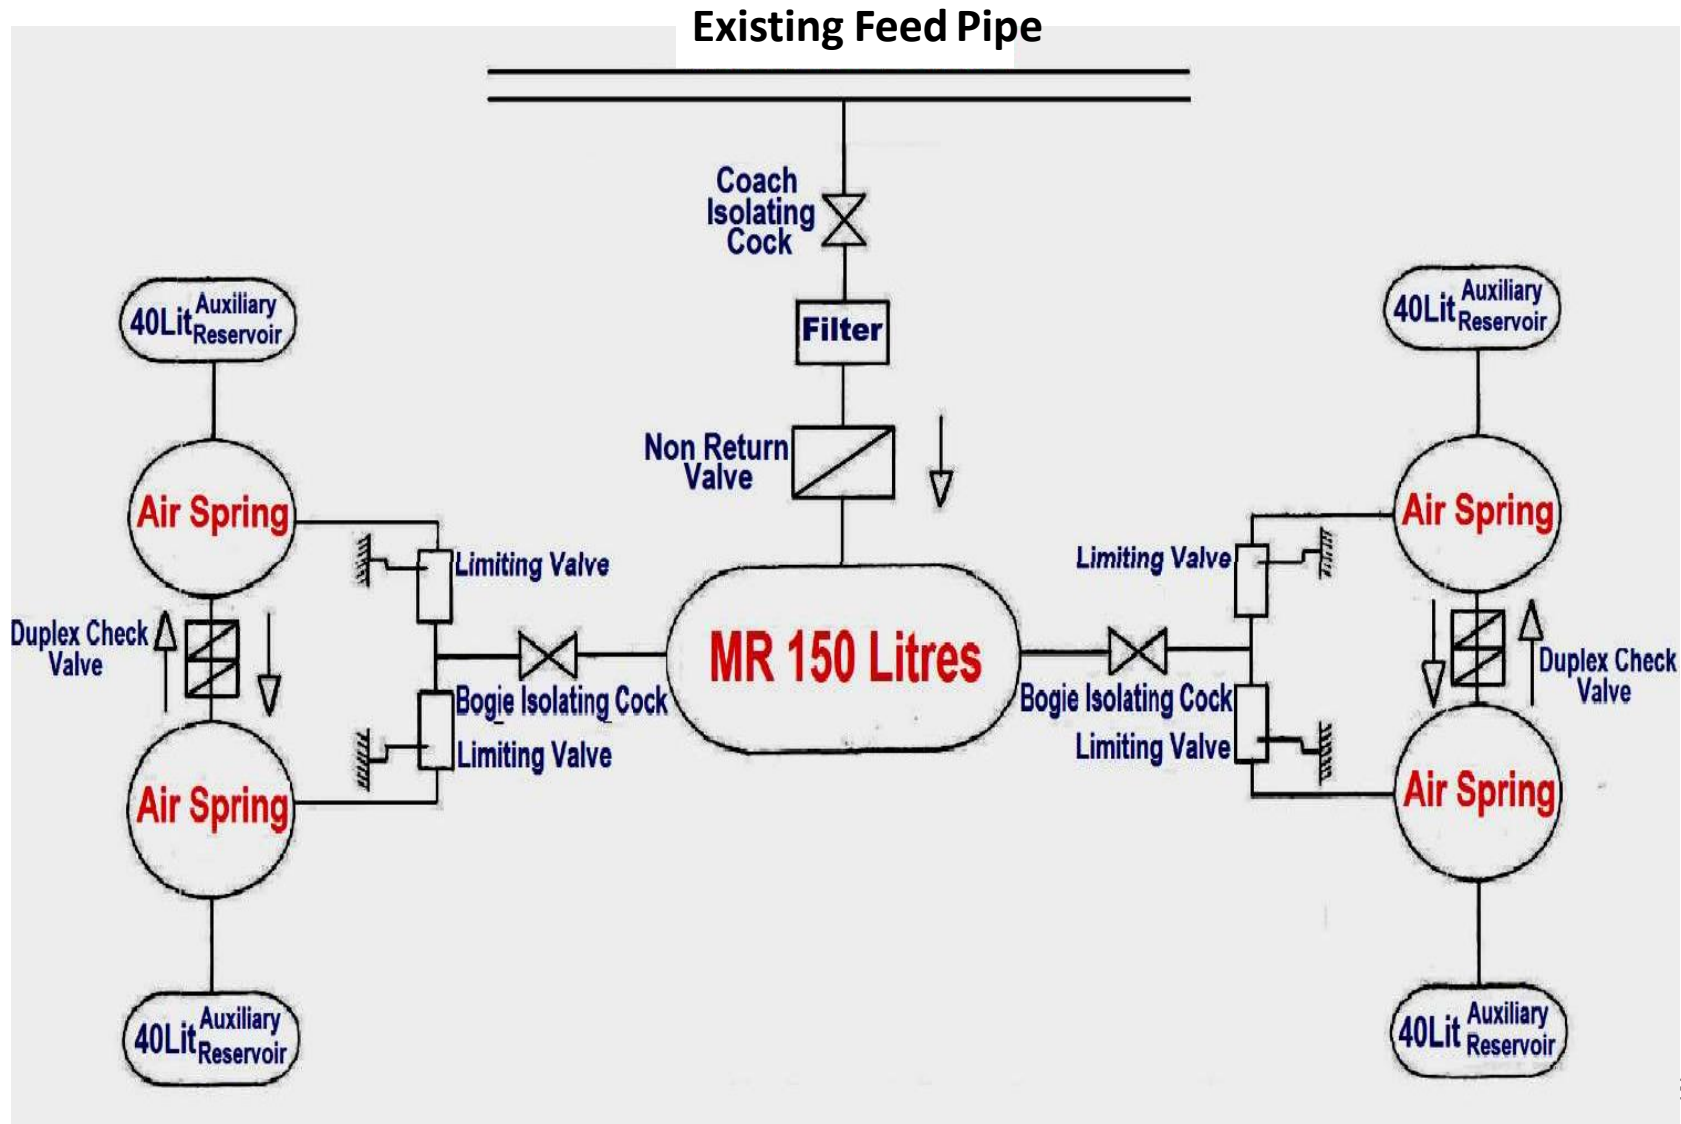 Existing Feed Pipe
Coach
Isolating
Cock
40Lit Auxiliary
Reservoir
40Lit Auxiliary
Reservoir
Filter
Non Return
Valve
Air Spring
Air Spring
Limiting Valve
Limiting Valve
Duplex Check
Valve
MR 150 Litres
Duplex Check
Valve
Bogie Isolating Cock
Bogie Isolating Cock
Limiting Valve
Limiting Valve
Air Spring
Air Spring
40Lit Auxiliary
Reservoir
40Lit Auxiliary
Reservoir